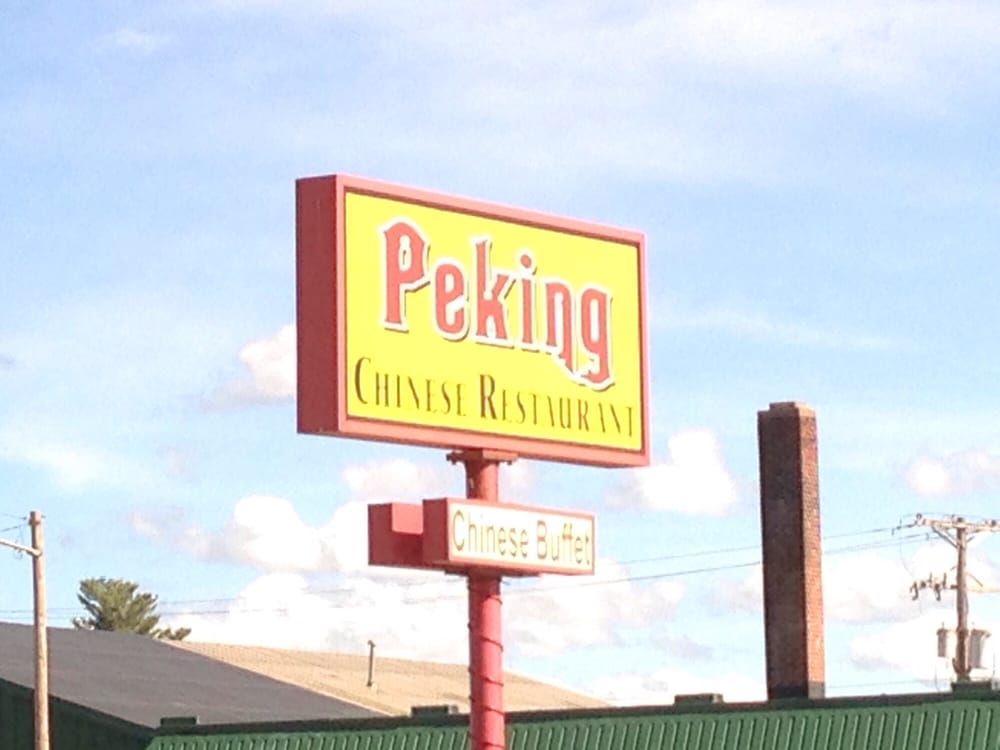 Peking
CHINESE RESTAURANT
Chinese Buffet